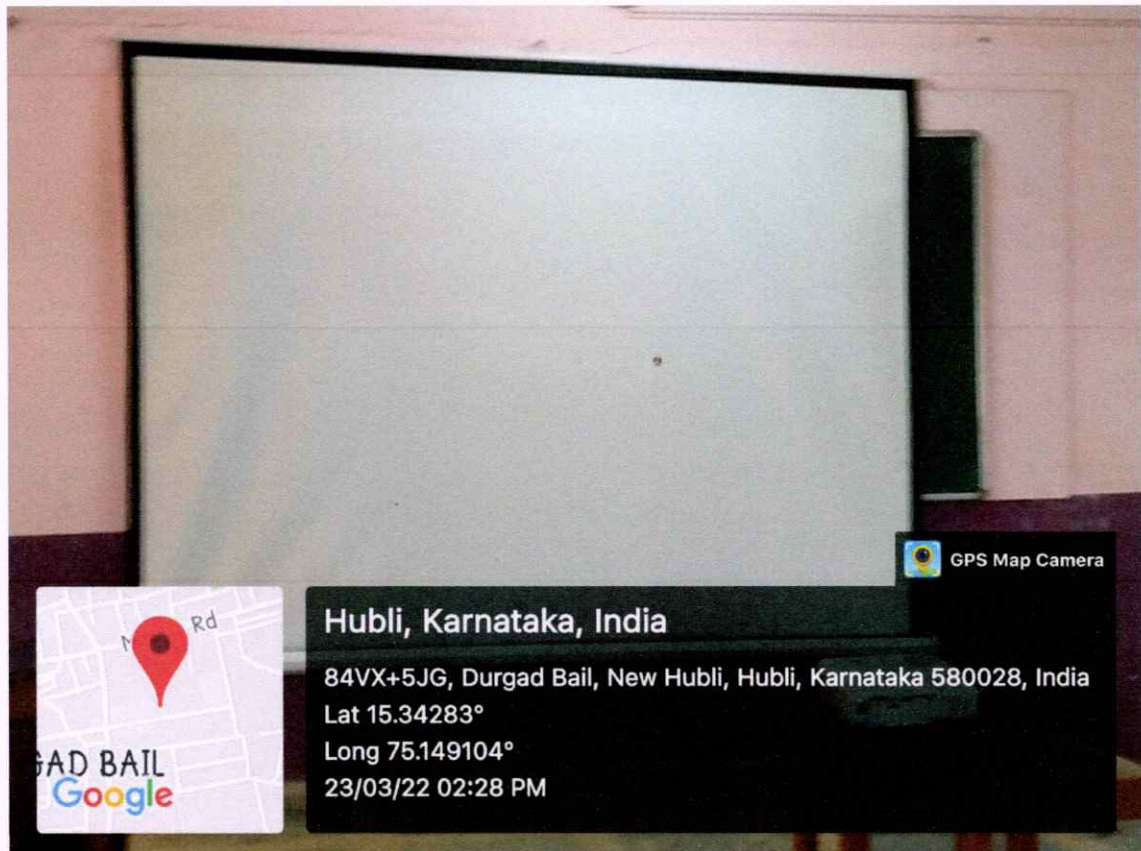 GPS Map Camera
Rd
GAD BAIL
Google
Hubli, Karnataka, India
84VX+5JG, Durgad Bail, New Hubli, Hubli, Karnataka 580028, India
Lat 15.34283°
Long 75.149104°
23/03/22 02:28 PM